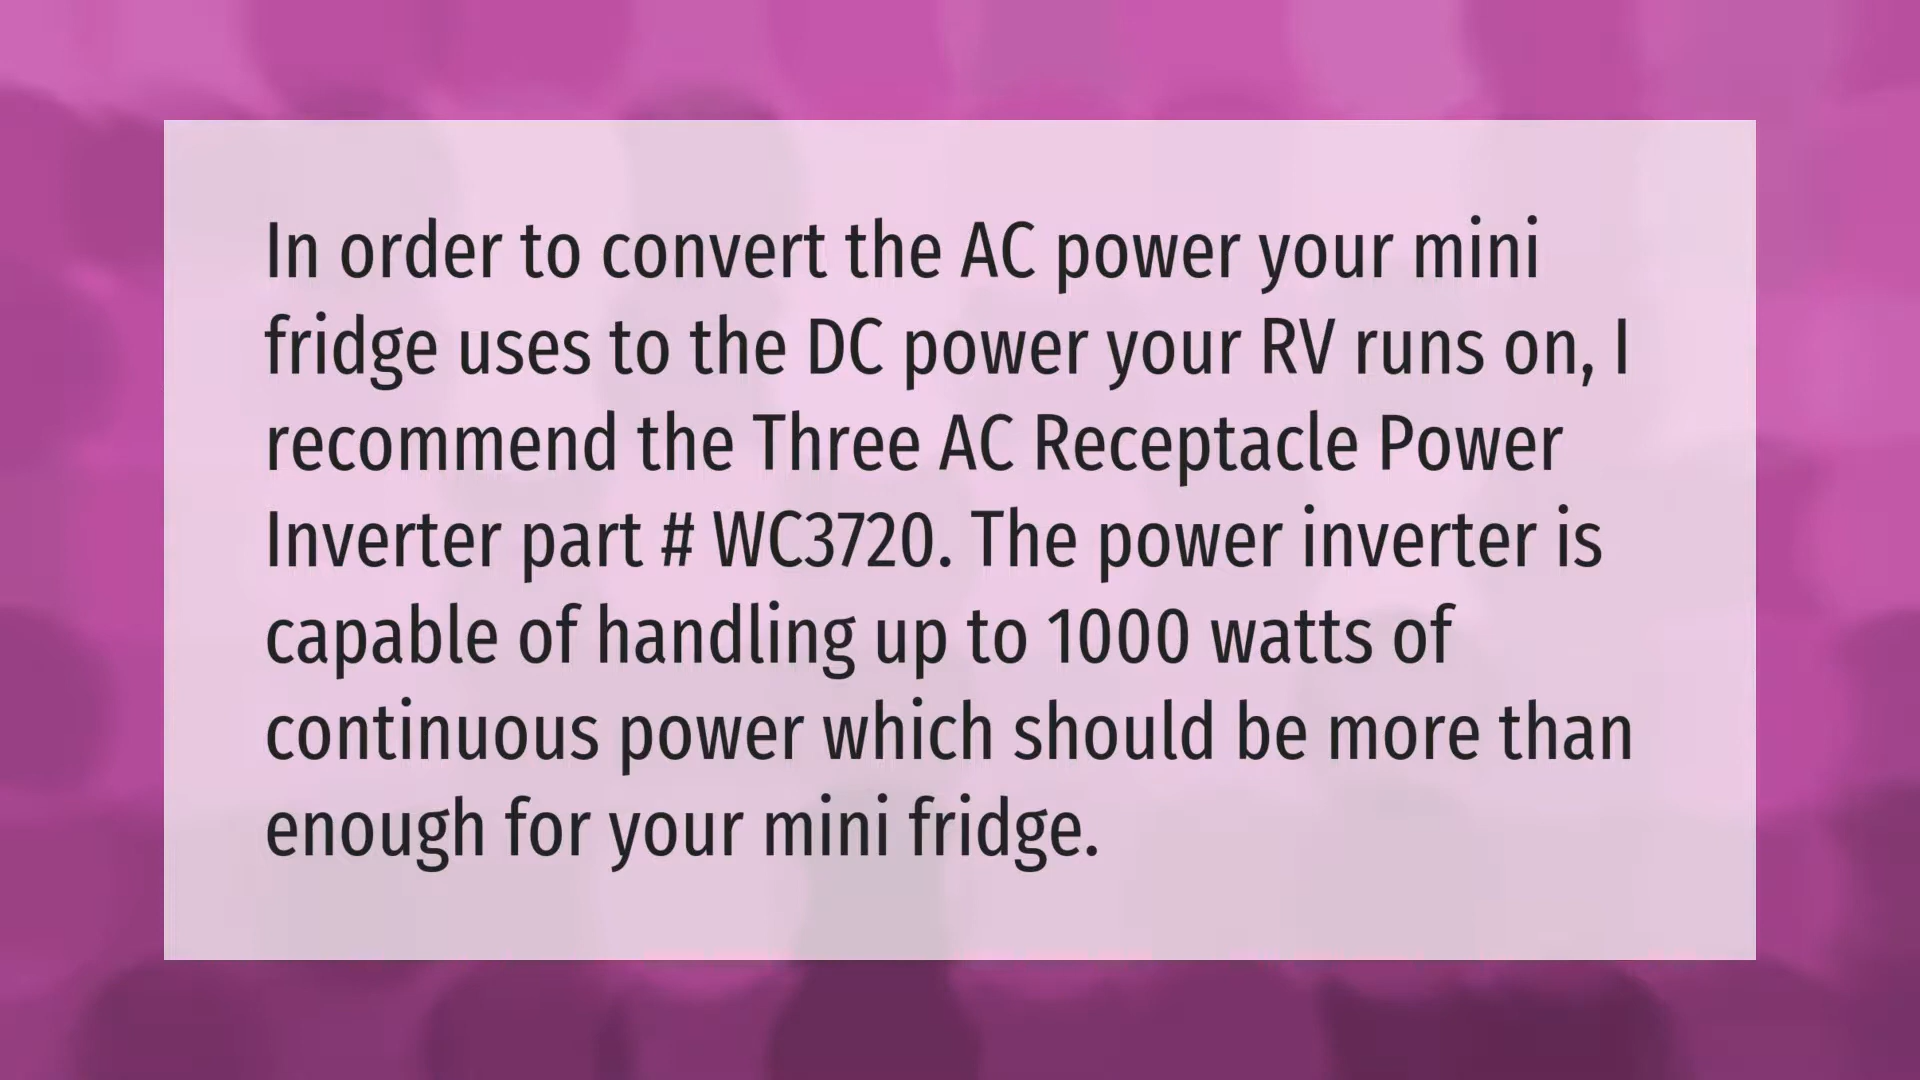 In order to convert the AC power your mini
fridge uses to the DC power your RV runs on, I
recommend the Three AC Receptacle Power
Inverter part # WC3720. The power inverter is
capable of handling up to 1000 watts of
continuous power which should be more than
enough for your mini fridge.